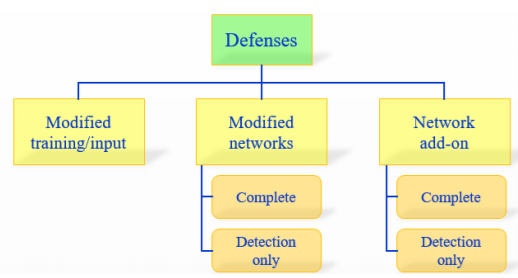 Defenses
Modified
training/input
Modified
networks
Network
add-on
Complete
Detection
only
Complete
Detection
only